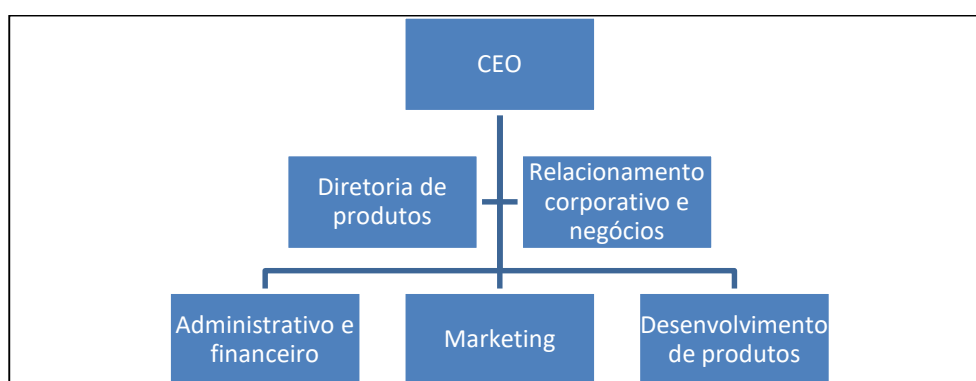 CEO
Diretoria de
produtos
Relacionamento
corporativo e
negócios
Administrativo e
financeiro
Marketing
Desenvolvimento
de produtos